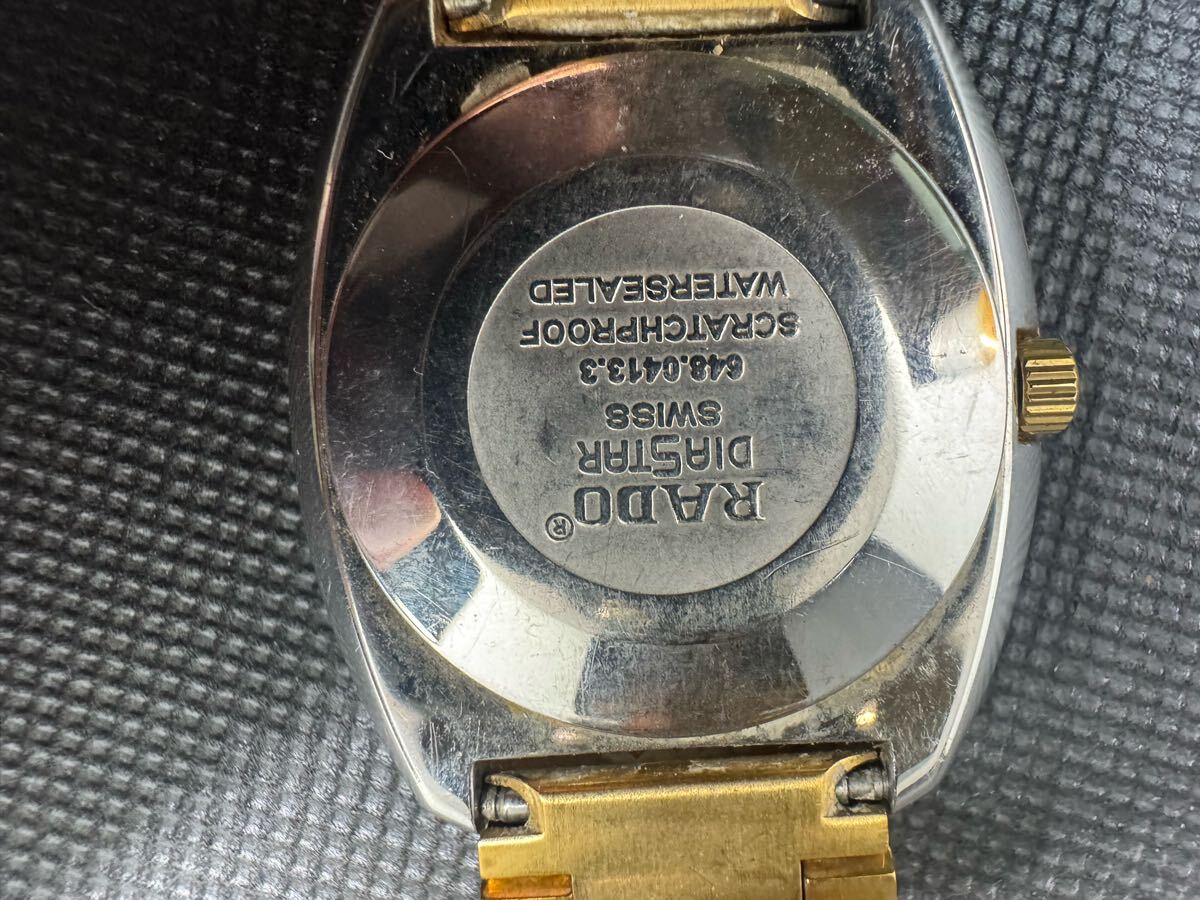 RADO®
DIASTAR
SWISS
648.0413.3
SCRATCHPROOF
WATERSEALED